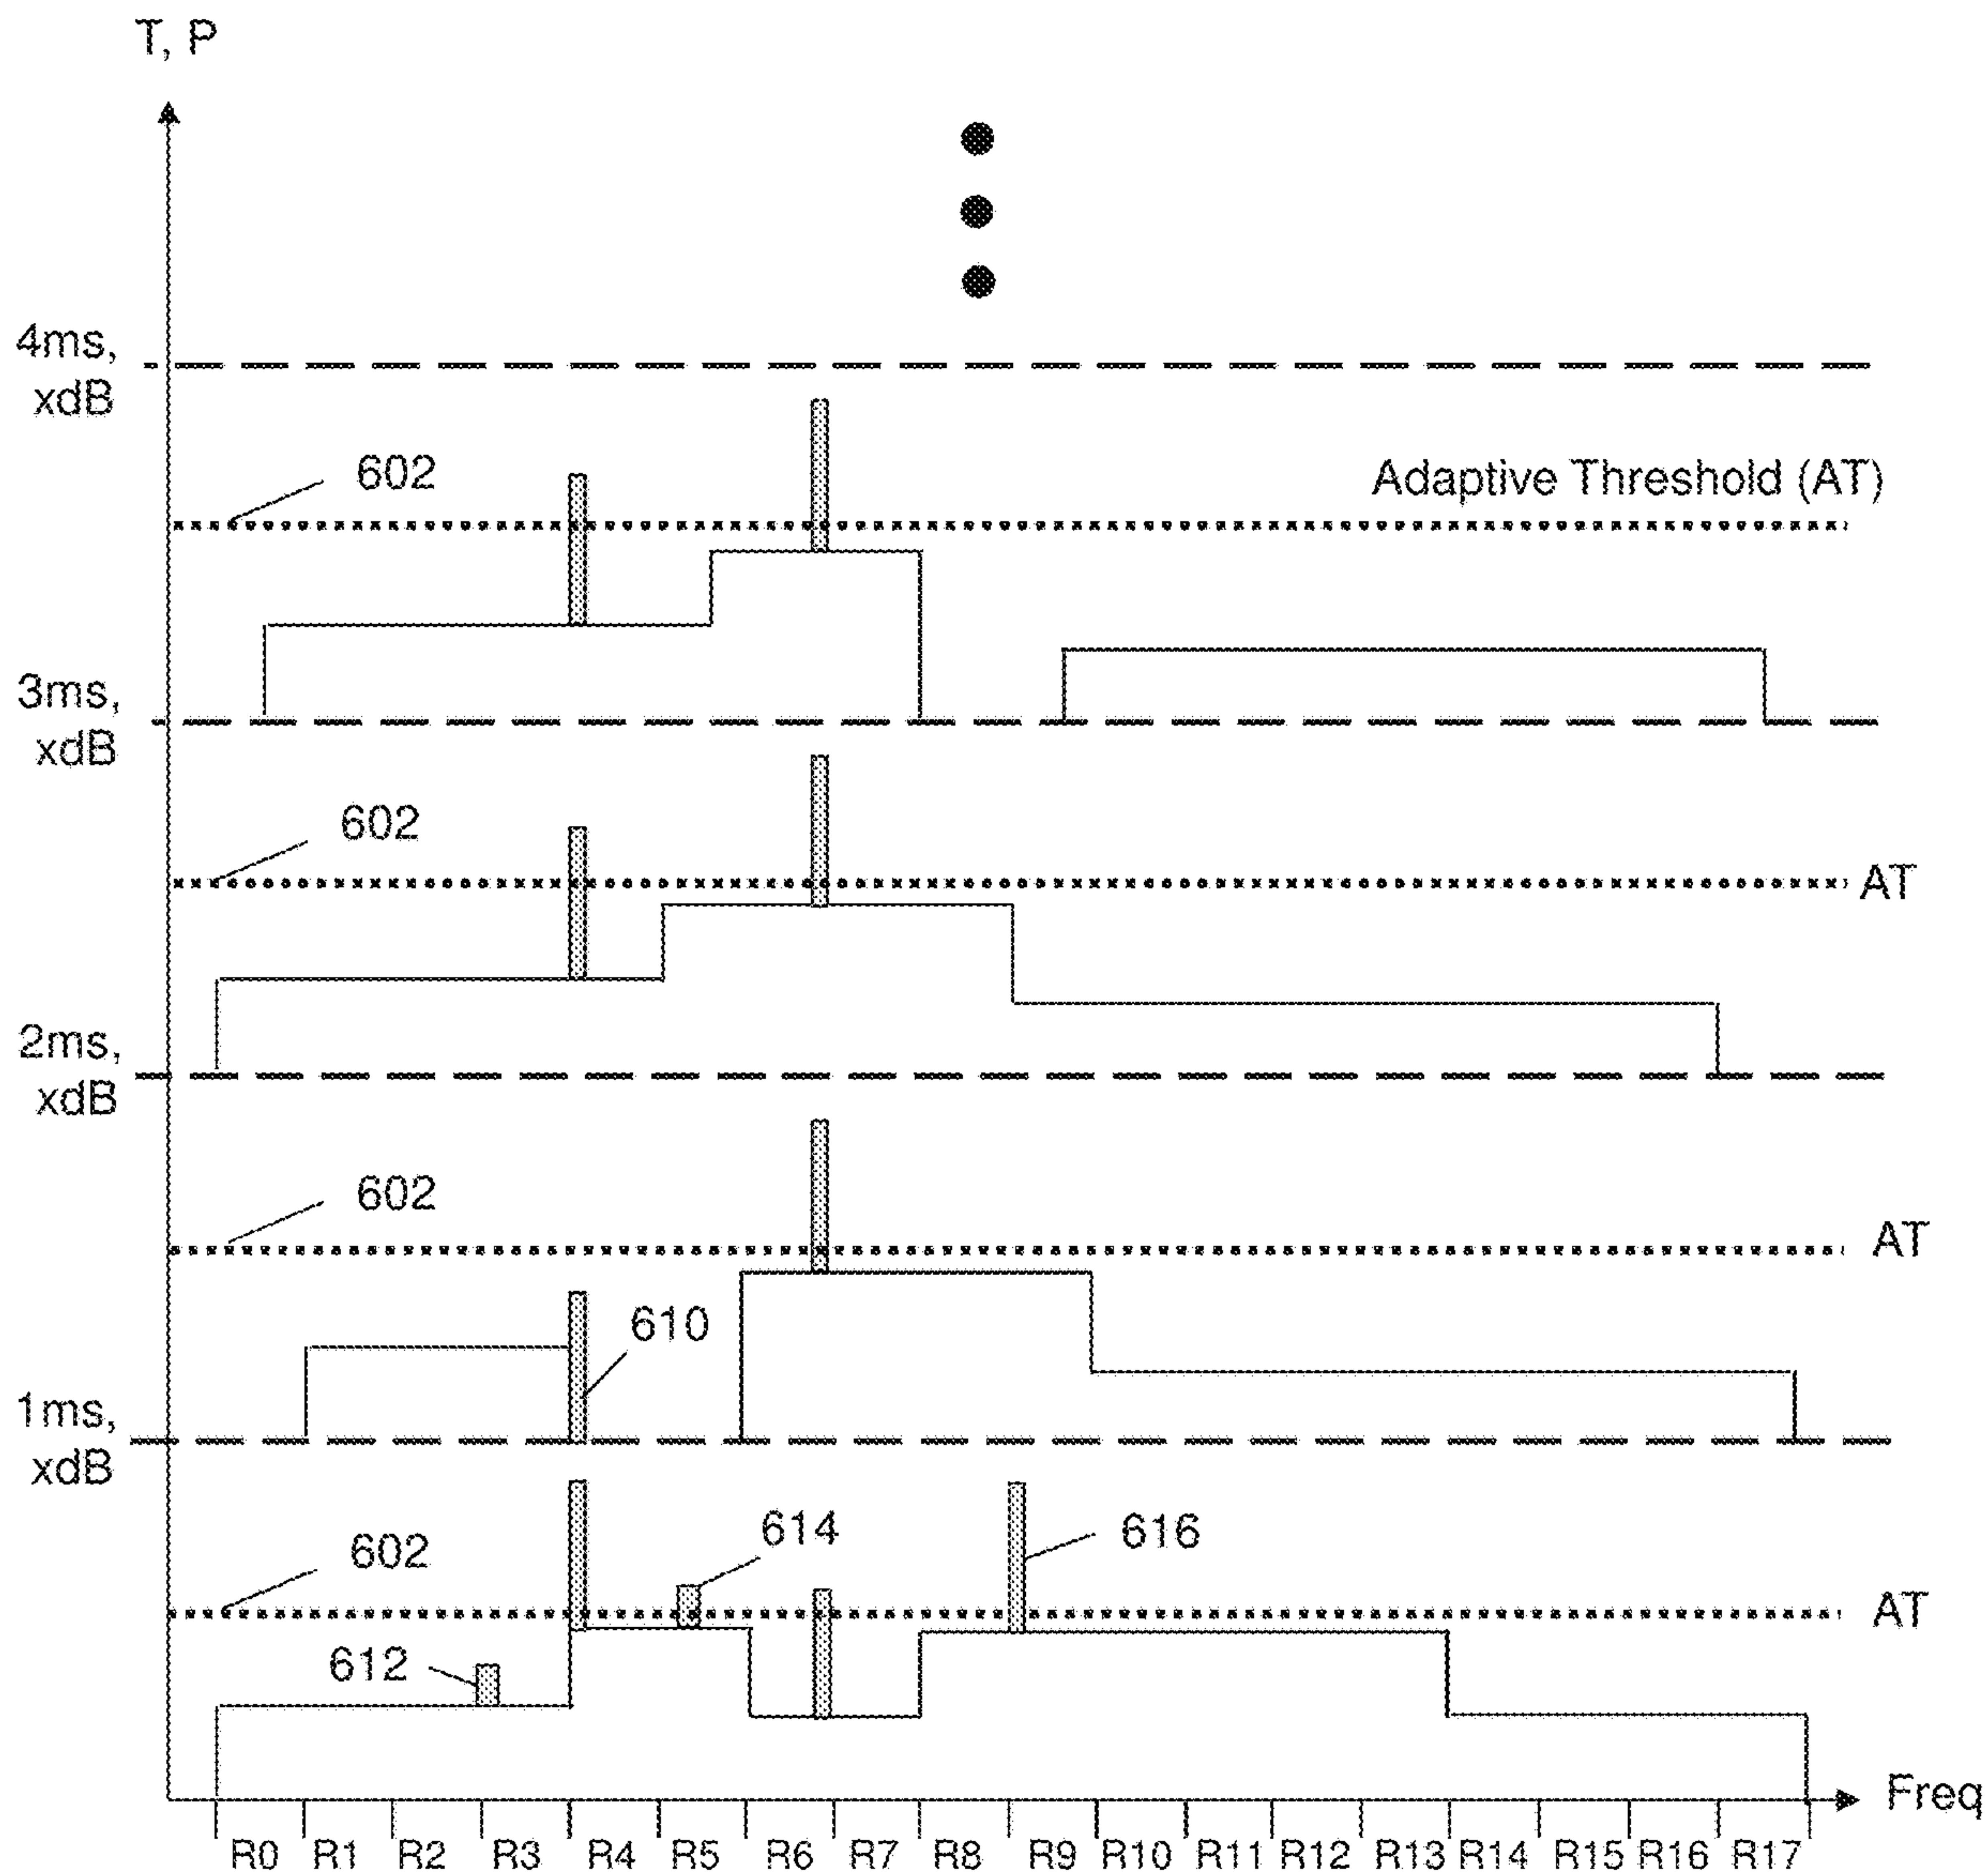 T, P
4ms,
xdB
602
Adaptive Threshold (AT)
3ms,
xdB
602
AT
2ms,
xdB
602
AT
610
1ms,
xdB
614
616
602
AT
612
Freq
R0 R1 R2 R3 R4 R5 R6 R7 R8 R9 R10 R11 R12 R13 R14 R15 R16 R17